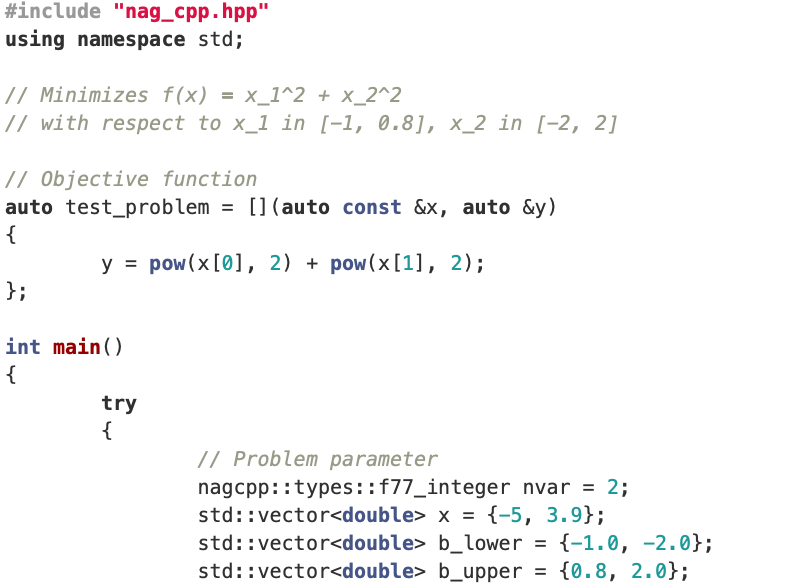 #include "nag_cpp.hpp"
using namespace std;
// Minimizes f(x) = x_1^2 + x_2^2
// with respect to x_1 in [-1, 0.8], x_2 in [-2, 2]
// Objective function
auto test_problem = [](auto const &x, auto &y)
{
        y = pow(x[0], 2) + pow(x[1], 2);
};
int main()
{
        try
        {
                // Problem parameter
                nagcpp::types::f77_integer nvar = 2;
                std::vector<double> x = {-5, 3.9};
                std::vector<double> b_lower = {-1.0, -2.0};
                std::vector<double> b_upper = {0.8, 2.0};